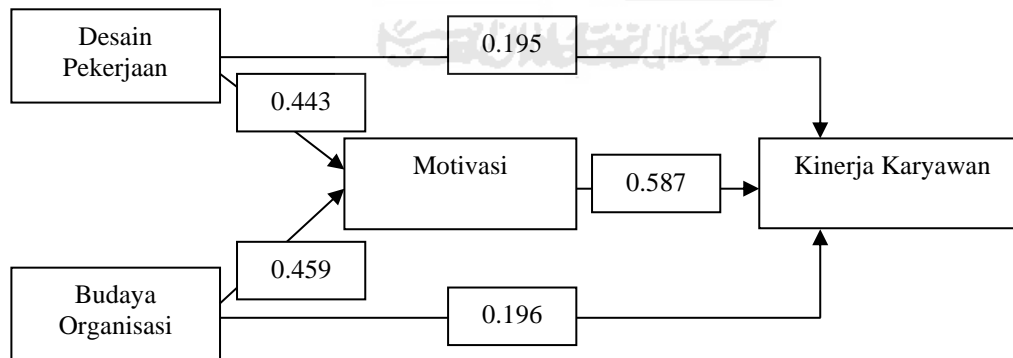 Desain
Pekerjaan
0.195
0.443
Motivasi
0.587
Kinerja Karyawan
0.459
Budaya
Organisasi
0.196